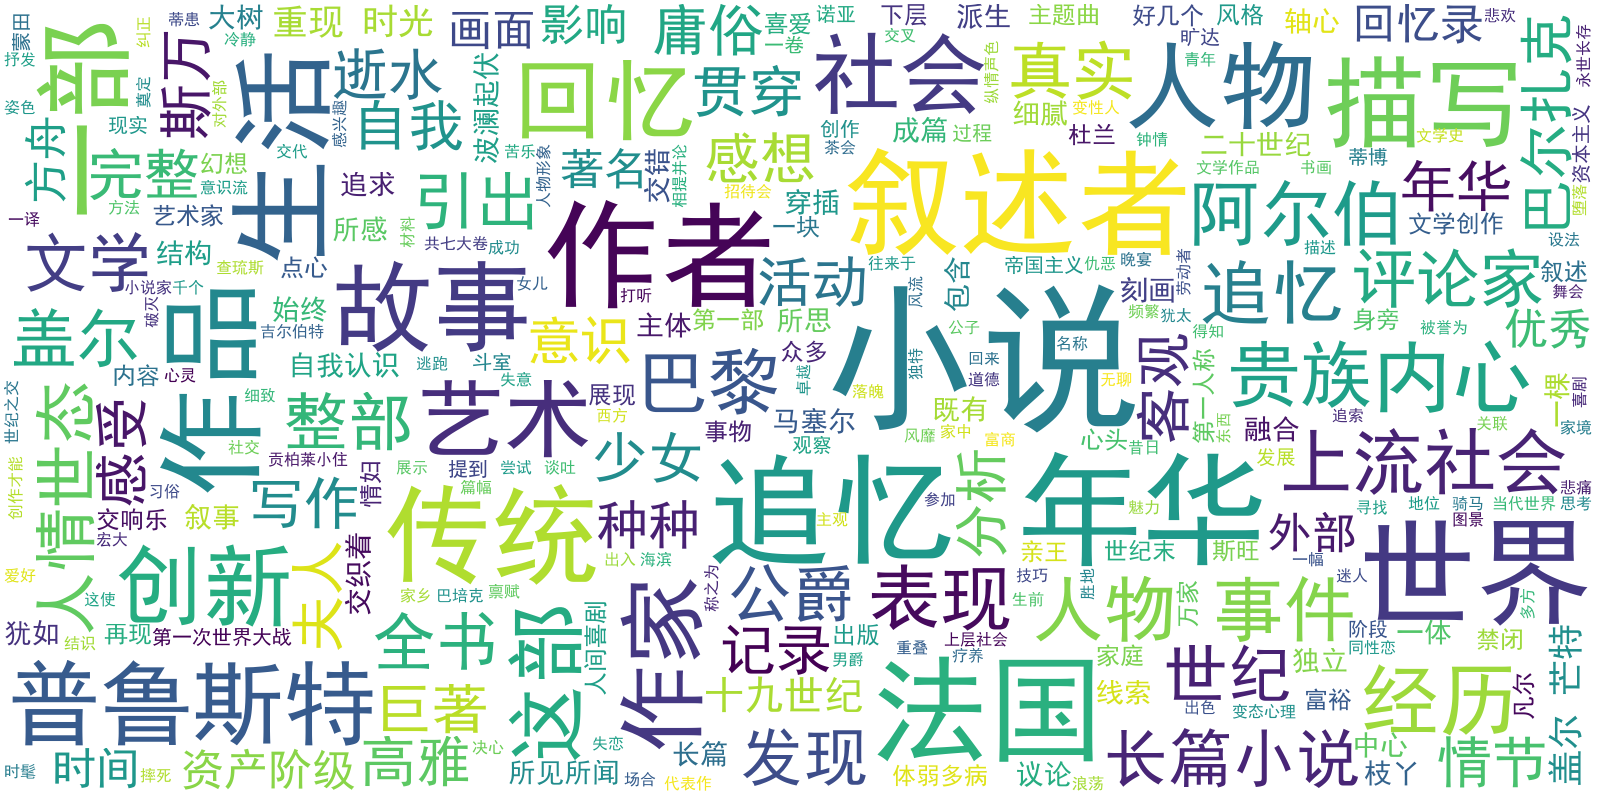 小说
叙述者
作者
追忆
年华
世界
法国
人物
社会
描写
回忆
生活
一部
作品
故事
传统
普鲁斯特
创新
艺术
巴黎
作家
表现
上流社会
贵族
内心
人物
事件
长篇小说
经历
阿尔伯
客观
追忆
评论家
文学
盖尔
人情世态
感受
夫人
全书
巨著
这部
公爵
记录
发现
世纪
情节
外部
分析
少女
种种
整部
意识
活动
引出
感想
真实
贯穿
庸俗
影响
画面
逝水
自我
斯万
完整
方舟
重现
时光
大树
著名
交错
波澜起伏
年华
巴尔扎克
回忆录
轴心
二十世纪
优秀
写作
高雅
资产阶级
时间
十九世纪
所见所闻
人间喜剧
交织着
第一次世界大战
交响乐
再现
犹如
叙事
情妇
提到
展现
主体
众多
马塞尔
事物
观察
既有
心头
第一人称
融合
一棵
刻画
包含
帝国主义
第一部
所思
穿插
一块
创作
茶会
成篇
过程
细腻
杜兰
变性人
青年
钟情
文学史
文学作品
书画
蒂博
文学创作
描述
叙述
舞会
设法
堕落
资本主义
永世长存
悲欢
风格
好几个
旷达
主题曲
派生
下层
交叉
诺亚
喜爱
一卷
纵情声色
蒙田
抒发
纠正
蒂患
冷静
姿色
奠定
对外部
现实
感兴趣
幻想
交代
意识流
方法
一译
艺术家
追求
所感
材料
苦乐
人物形象
相提并论
招待会
共七大卷
成功
结构
查琉斯
点心
小说家
千个
破灭
始终
吉尔伯特
女儿
打听
自我认识
逃跑
斗室
失意
内容
心灵
细致
世纪之交
社交
贡柏莱小住
习俗
创作才能
展示
尝试
谈吐
篇幅
西方
往来于
风流
公子
独特
卓越
落魄
回来
道德
名称
无聊
频繁
劳动者
晚宴
仇恶
犹太
得知
身旁
被誉为
追索
东西
关联
喜剧
家境
发展
昔日
风靡
家中
富商
参加
魅力
主观
宏大
爱好
这使
结识
家乡
巴培克
禀赋
出入
海滨
称之为
亲王
世纪末
斯旺
技巧
胜地
生前
一幅
迷人
图景
寻找
地位
骑马
当代世界
悲痛
思考
多方
万家
阶段
一体
同性恋
禁闭
独立
家庭
线索
富裕
出色
变态心理
凡尔
芒特
盖尔
中心
枝丫
议论
浪荡
体弱多病
疗养
上层社会
重叠
出版
男爵
长篇
代表作
场合
失恋
决心
摔死
时髦